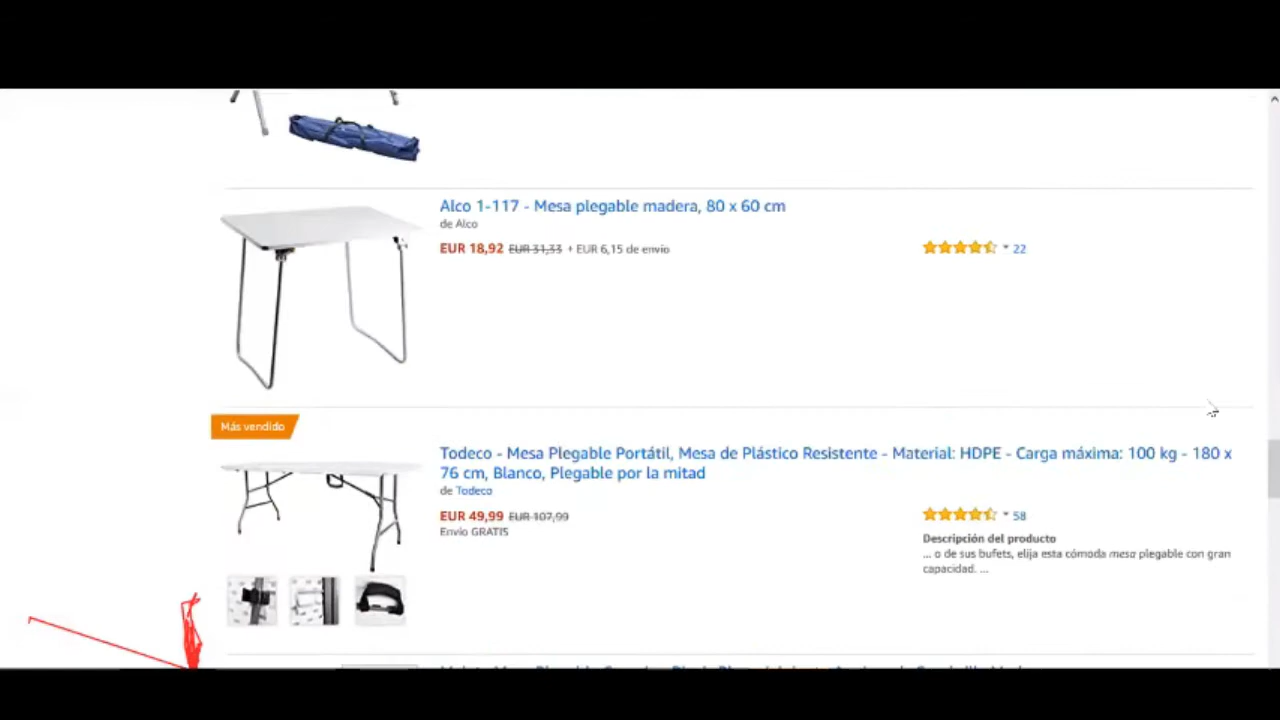 Alco 1-117 - Mesa plegable madera, 80 x 60 cm
de Alco
EUR 18,92 EUR 31,33 + EUR 6,15 de envío
22
Más vendido
Todeco - Mesa Plegable Portátil, Mesa de Plástico Resistente - Material: HDPE - Carga máxima: 100 kg - 180 x
76 cm, Blanco, Plegable por la mitad
de Todeco
EUR 49,99 EUR 107,99
Envío GRATIS
58
Descripción del producto
... o de sus bufets, elija esta cómoda mesa plegable con gran
capacidad. ...